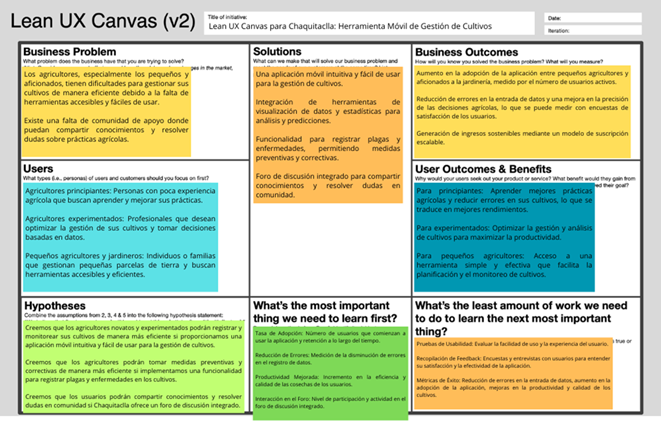 Lean UX Canvas (v2)
Title of initiative:
Lean UX Canvas para Chaquitaclla: Herramienta Móvil de Gestión de Cultivos
Date:
Iteration:
Business Problem
What problem does the business have that you are trying to solve?
ges in the market,
Los agricultores, especialmente los pequeños y
aficionados, tienen dificultades para gestionar sus
cultivos de manera eficiente debido a la falta de
herramientas accesibles y fáciles de usar.
Existe una falta de comunidad de apoyo donde
puedan compartir conocimientos y resolver
dudas sobre prácticas agrícolas.
Users
What types (i.e., personas) of users and customers should you focus on first?
Agricultores principiantes: Personas con poca experiencia
agrícola que buscan aprender y mejorar sus prácticas.
Agricultores experimentados: Profesionales que desean
optimizar la gestión de sus cultivos y tomar decisiones
basadas en datos.
Pequeños agricultores y jardineros: Individuos o familias
que gestionan pequeñas parcelas de tierra y buscan
herramientas accesibles y eficientes.
Solutions
What can we make that will solve our business problem and
Una aplicación móvil intuitiva y fácil de usar
para la gestión de cultivos.
Integración de herramientas de
visualización de datos y estadísticas para
análisis y predicciones.
Funcionalidad para registrar plagas y
enfermedades, permitiendo medidas
preventivas y correctivas.
Foro de discusión integrado para compartir
conocimientos y resolver dudas en
comunidad.
Business Outcomes
How will you know you solved the business problem? What will you measure?
Aumento en la adopción de la aplicación entre pequeños agricultores y
aficionados a la jardinería, medido por el número de usuarios activos.
Reducción de errores en la entrada de datos y una mejora en la precisión
de las decisiones agrícolas, lo que se puede medir con encuestas de
satisfacción de los usuarios.
Generación de ingresos sostenibles mediante un modelo de suscripción
escalable.
User Outcomes & Benefits
Why would your users seek out your product or service? What benefit would they gain from
ed their goal?
Para principiantes: Aprender mejores prácticas
agrícolas y reducir errores en sus cultivos, lo que se
traduce en mejores rendimientos.
Para experimentados: Optimizar la gestión y análisis
de cultivos para maximizar la productividad.
Para pequeños agricultores: Acceso a una
herramienta simple y efectiva que facilita la
planificación y el monitoreo de cultivos.
Hypotheses
Combine the assumptions from 2, 3, 4 & 5 into the following hypothesis statement:
Creemos que los agricultores novatos y experimentados podrán registrar y
monitorear sus cultivos de manera más eficiente si proporcionamos una
aplicación móvil intuitiva y fácil de usar para la gestión de cultivos.
Creemos que los agricultores podrán tomar medidas preventivas y
correctivas de manera más eficiente si implementamos una funcionalidad
para registrar plagas y enfermedades en los cultivos.
Creemos que los usuarios podrán compartir conocimientos y resolver
dudas en comunidad si Chaquitaclla ofrece un foro de discusión integrado.
What's the most important
thing we need to learn first?
Tasa de Adopción: Número de usuarios que comienzan a
usar la aplicación y retención a lo largo del tiempo.
Reducción de Errores: Medición de la disminución de errores
en el registro de datos.
Productividad Mejorada: Incremento en la eficiencia y
calidad de las cosechas de los usuarios.
Interacción en el Foro: Nivel de participación y actividad en el
foro de discusión integrado.
What's the least amount of work we need
to do to learn the next most important
thing?
true or
Pruebas de Usabilidad: Evaluar la facilidad de uso y la experiencia del usuario.
Recopilación de Feedback: Encuestas y entrevistas con usuarios para entender
su satisfacción y la efectividad de la aplicación.
Métricas de Éxito: Reducción de errores en la entrada de datos, aumento en la
adopción de la aplicación, mejoras en la productividad y calidad de los
cultivos.